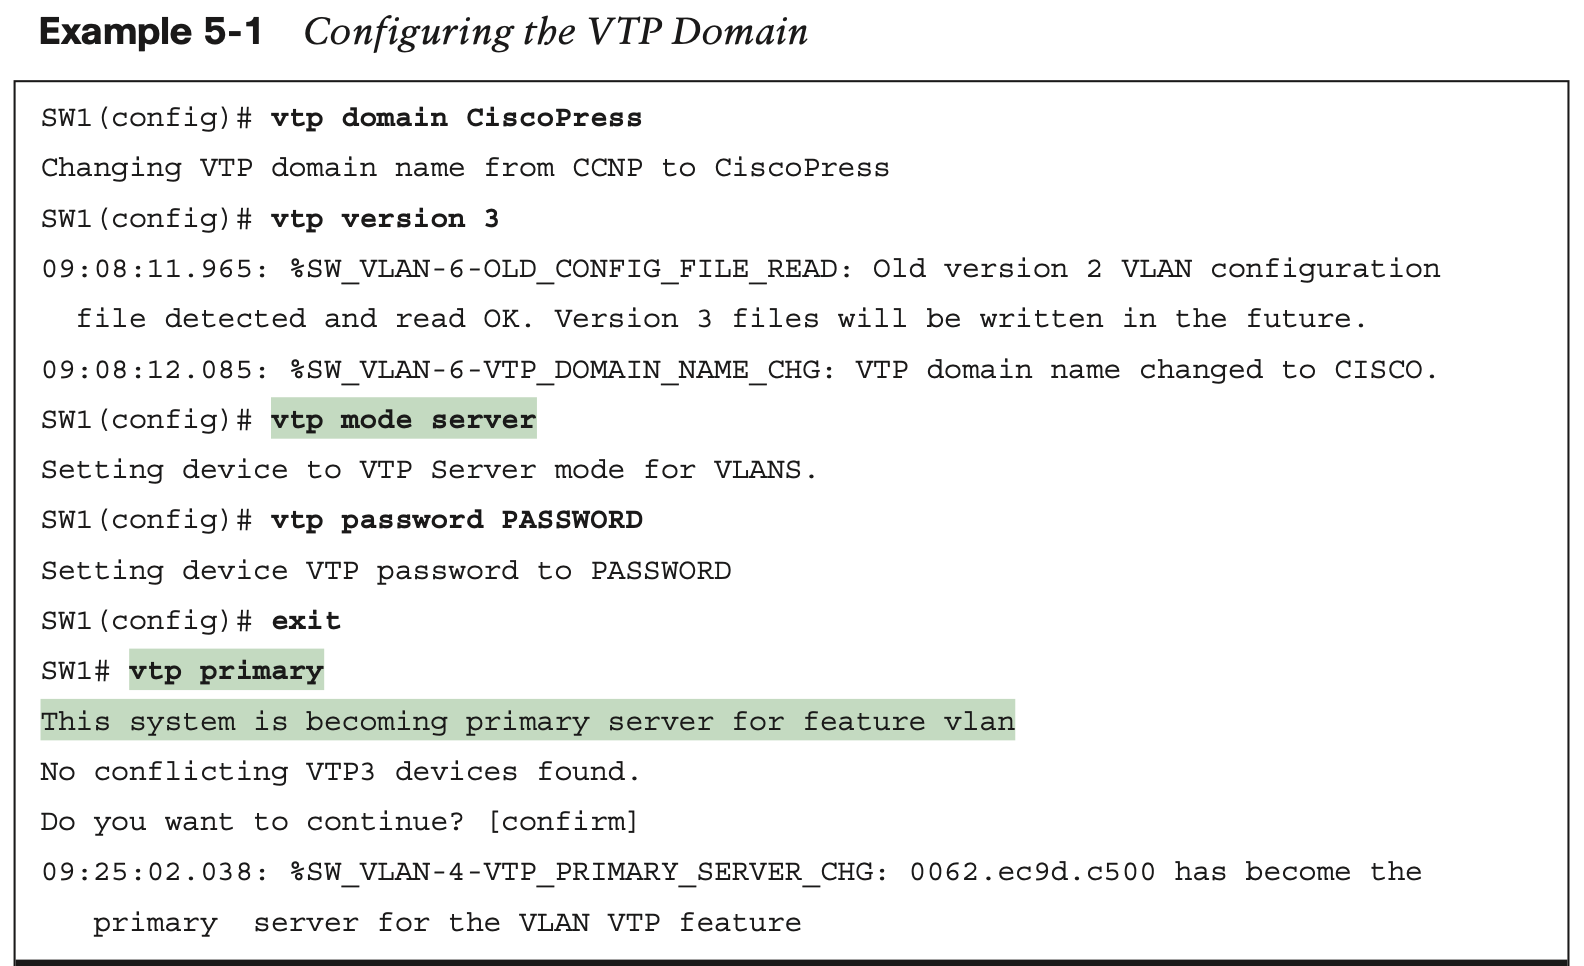 Example 5-1 Configuring the VTP Domain
SW1(config)# vtp domain CiscoPress
Changing VTP domain name from CCNP to CiscoPress
SW1(config)# vtp version 3
09:08:11.965: %SW_VLAN-6-OLD_CONFIG_FILE_READ: Old version 2 VLAN configuration
file detected and read OK. Version 3 files will be written in the future.
09:08:12.085: %SW_VLAN-6-VTP_DOMAIN_NAME_CHG: VTP domain name changed to CISCO.
SW1(config)# vtp mode server
Setting device to VTP Server mode for VLANS.
SW1(config)# vtp password PASSWORD
Setting device VTP password to PASSWORD
SW1(config)# exit
SW1# vtp primary
This system is becoming primary server for feature vlan
No conflicting VTP3 devices found.
Do you want to continue? [confirm]
09:25:02.038: %SW_VLAN-4-VTP_PRIMARY_SERVER_CHG: 0062.ec9d.c500 has become the
primary server for the VLAN VTP feature